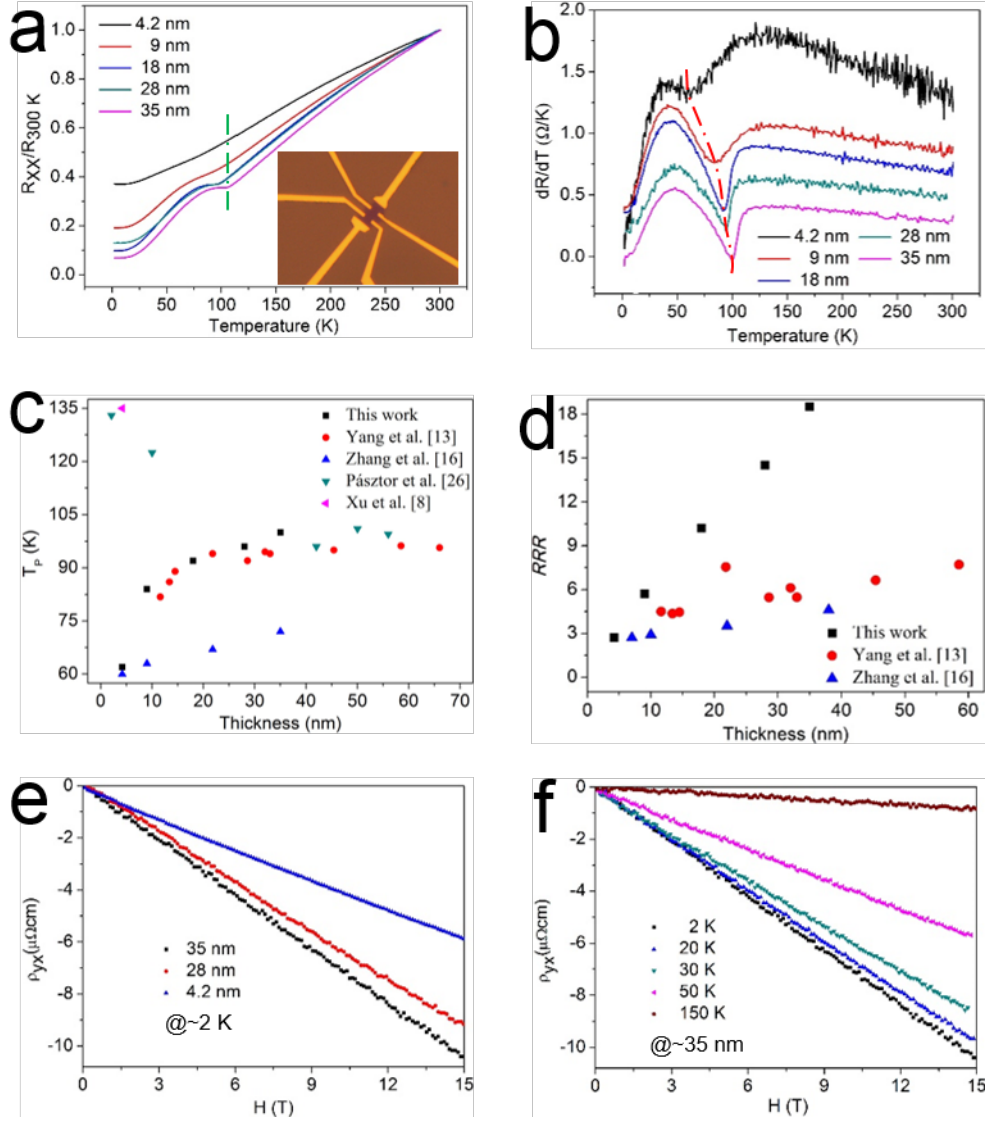 a
4.2 nm
9 nm
18 nm
28 nm
35 nm
1.0
0.8
0.6
0.4
0.2
0.0
R_XX/R_300 K
0 50 100 150 200 250 300
Temperature (K)
b
2.0
1.5
1.0
0.5
0.0
dR/dT (Ω/K)
4.2 nm 28 nm
9 nm 35 nm
18 nm
0 50 100 150 200 250 300
Temperature (K)
c
135
120
105
90
75
60
T_P (K)
This work
Yang et al. [13]
Zhang et al. [16]
Pásztor et al. [26]
Xu et al. [8]
0 10 20 30 40 50 60 70
Thickness (nm)
d
18
15
12
9
6
3
0
RRR
This work
Yang et al. [13]
Zhang et al. [16]
0 10 20 30 40 50 60
Thickness (nm)
e
0
-2
-4
-6
-8
-10
ρ_yx(μΩcm)
35 nm
28 nm
4.2 nm
@~2 K
0 3 6 9 12 15
H (T)
f
0
-2
-4
-6
-8
-10
ρ_yx(μΩcm)
2 K
20 K
30 K
50 K
150 K
@~35 nm
0 3 6 9 12 15
H (T)